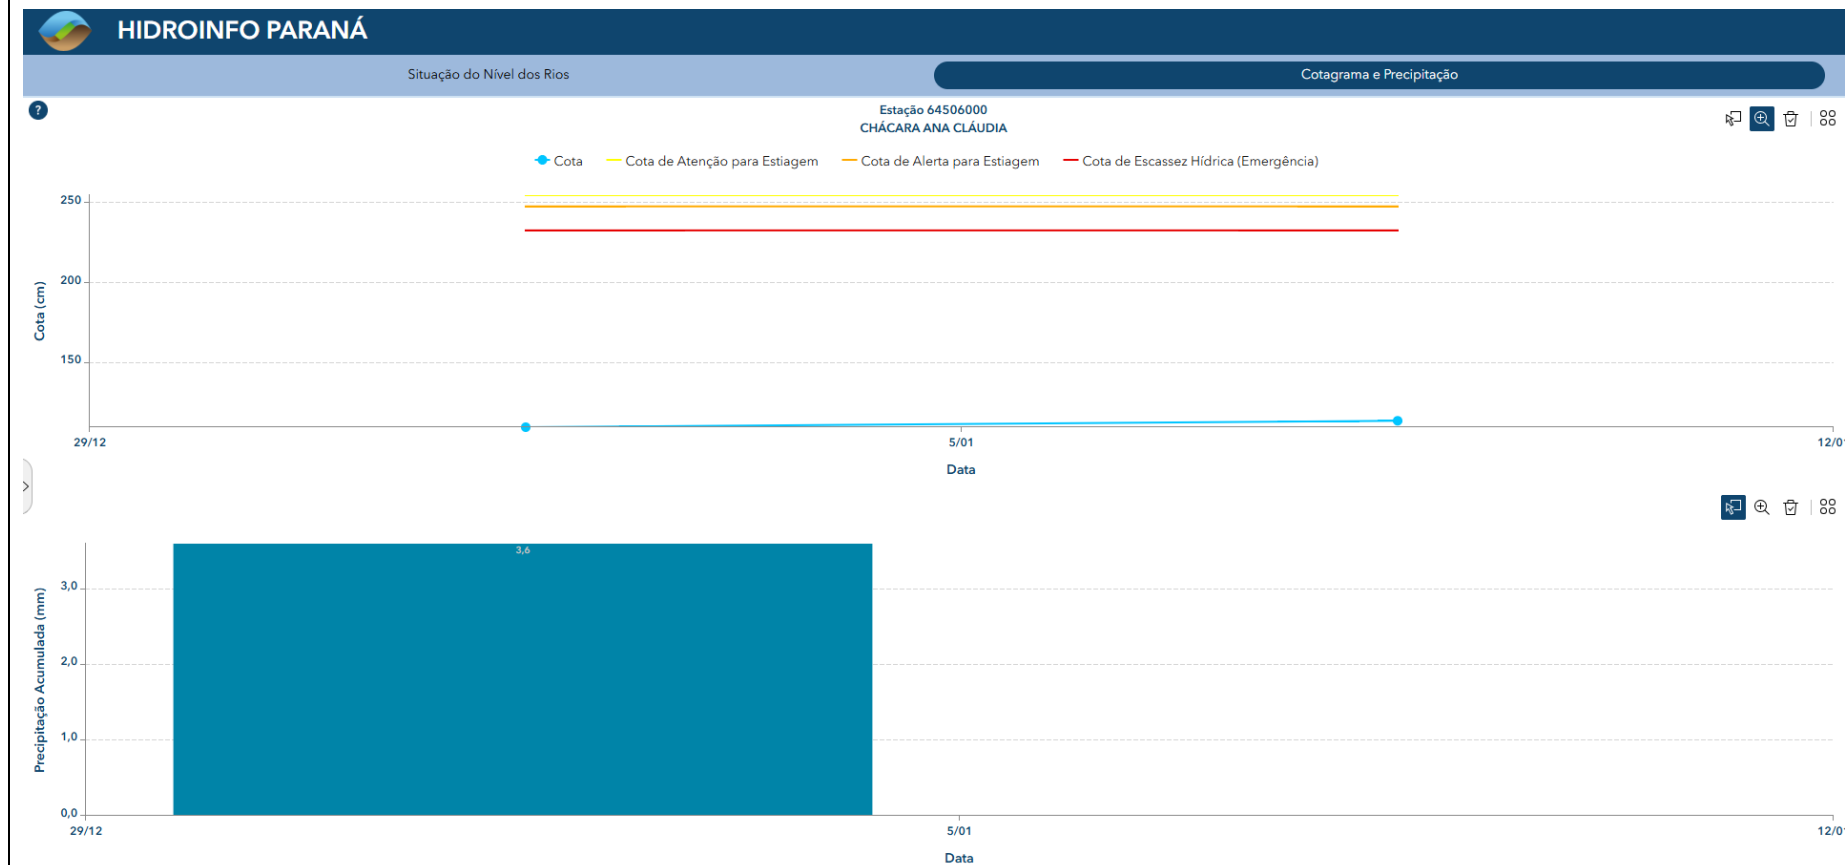 HIDROINFO PARANÁ
Situação do Nível dos Rios
Cotagrama e Precipitação
?
Estação 64506000
CHÁCARA ANA CLÁUDIA
Cota
Cota de Atenção para Estiagem
Cota de Alerta para Estiagem
Cota de Escassez Hídrica (Emergência)
250
200
150
Cota (cm)
29/12
5/01
12/01
Data
3,6
3,0
2,0
1,0
0,0
Precipitação Acumulada (mm)
29/12
5/01
12/01
Data